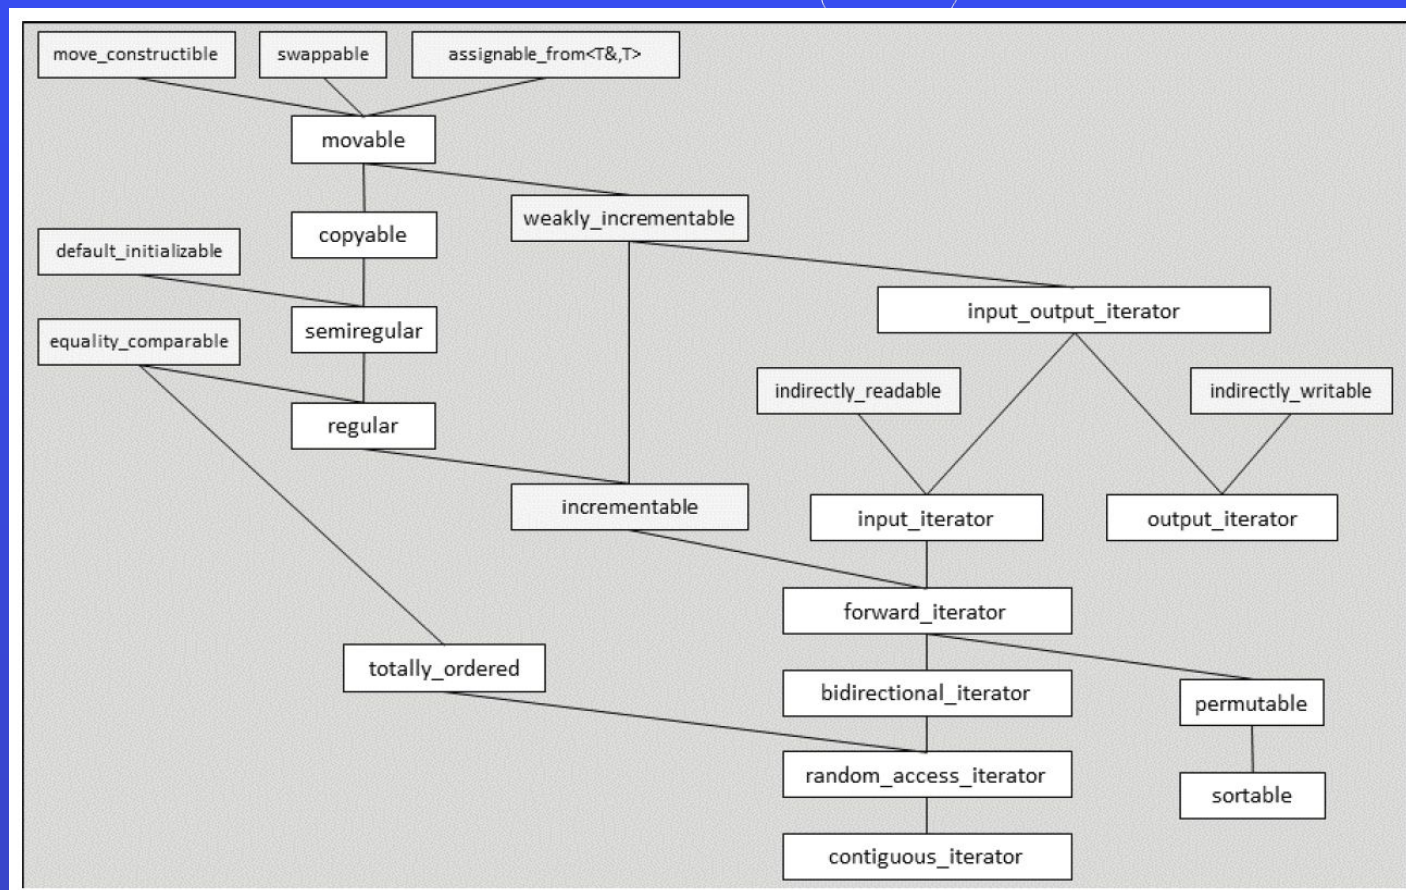 move_constructible
swappable
assignable_from<T&,T>
movable
weakly_incrementable
copyable
default_initializable
input_output_iterator
semiregular
equality_comparable
indirectly_readable
indirectly_writable
regular
incrementable
input_iterator
output_iterator
forward_iterator
totally_ordered
bidirectional_iterator
permutable
random_access_iterator
sortable
contiguous_iterator